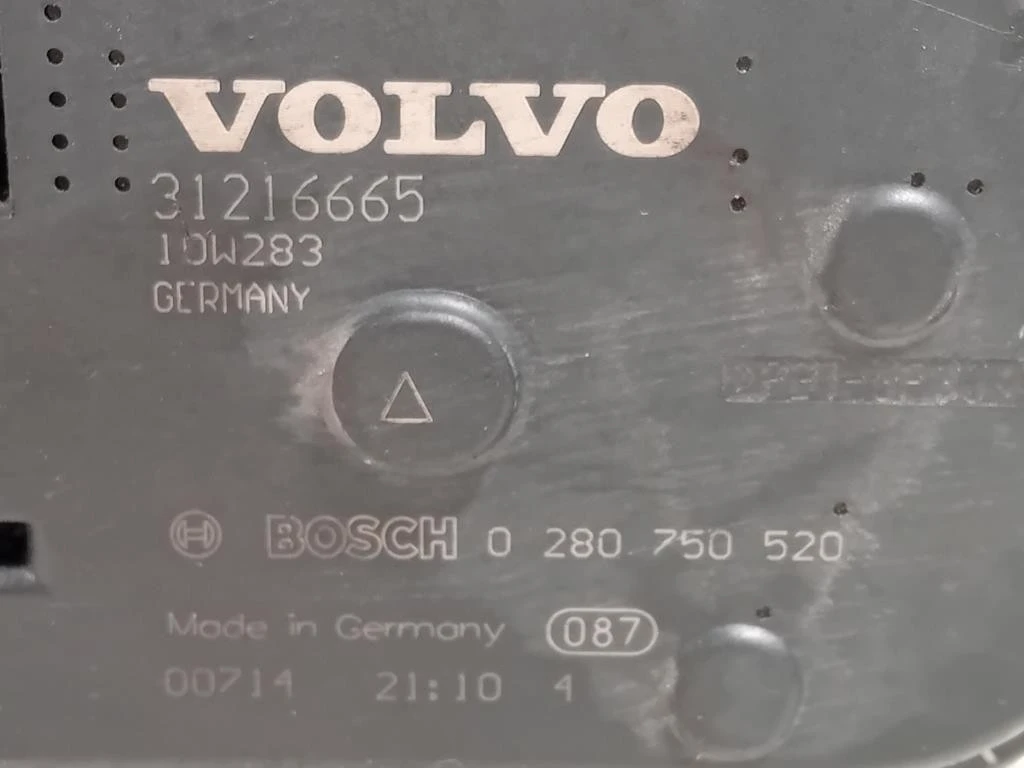 VOLVO
31216665
10W283
GERMANY
BOSCH 0 280 750 520
Made in Germany 087
00714 21:10 4